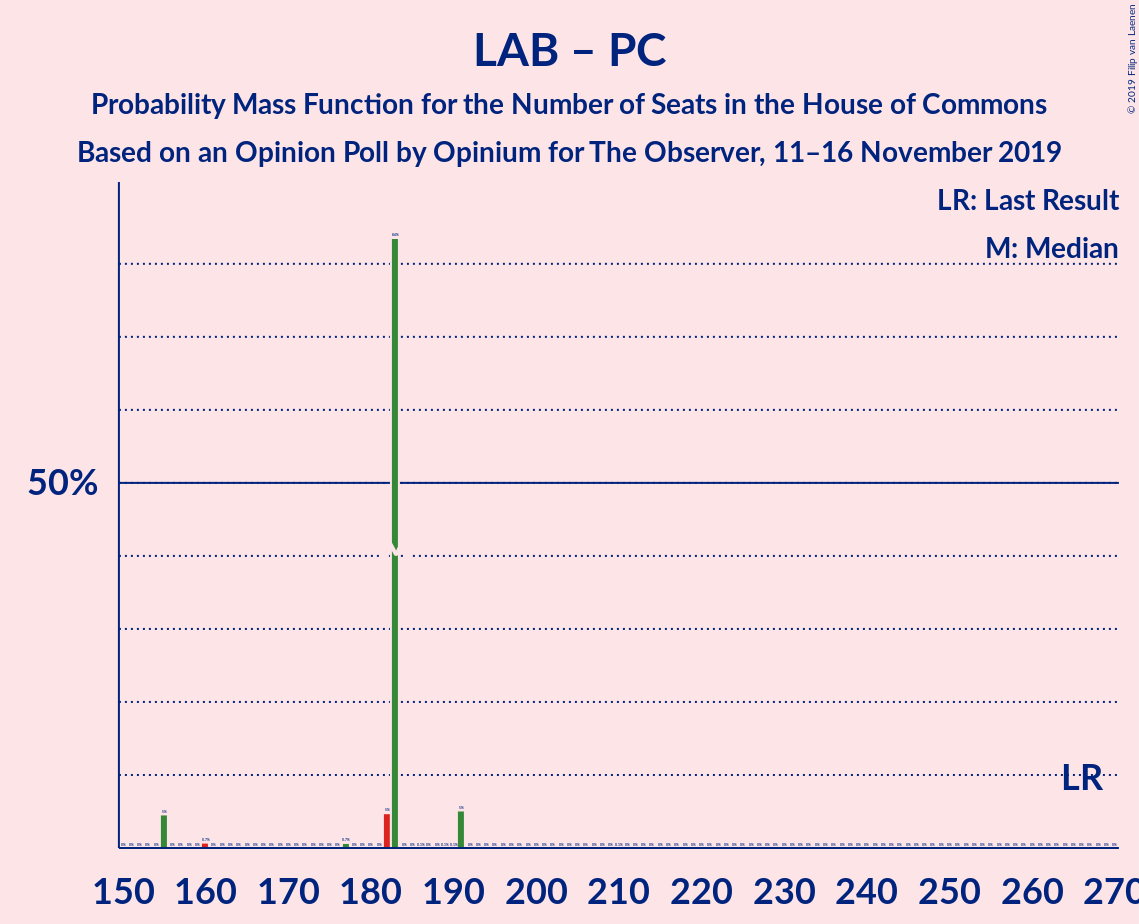 LAB – PC
Probability Mass Function for the Number of Seats in the House of Commons
Based on an Opinion Poll by Opinium for The Observer, 11–16 November 2019
© 2019 Filip van Laenen
LR: Last Result
M: Median
50%
LR
150 160 170 180 190 200 210 220 230 240 250 260 270